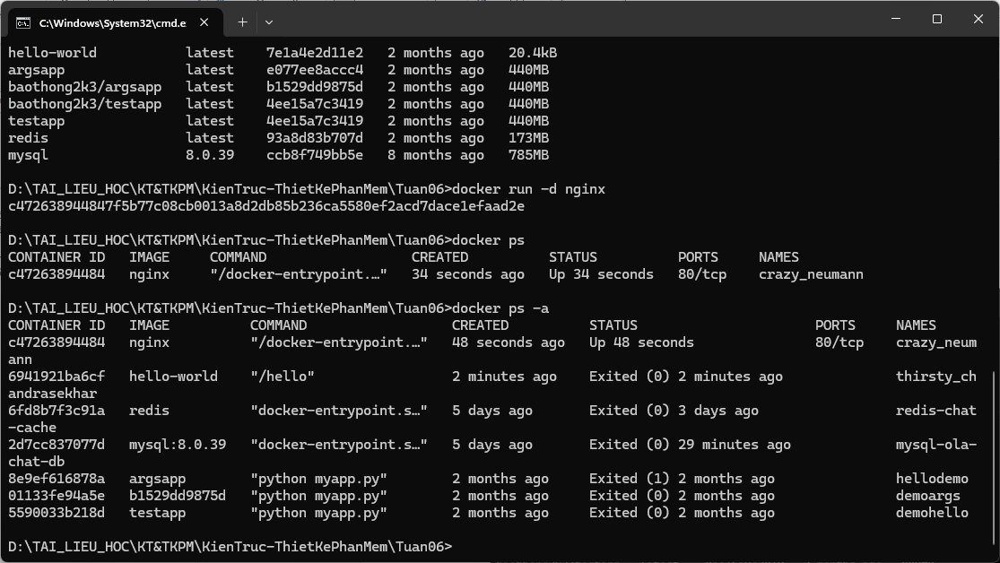 C:\Windows\System32\cmd.e
hello-world latest 7e1a4e2d11e2 2 months ago 20.4kB
argsapp latest e077ee8accc4 2 months ago 440MB
baothong2k3/argsapp latest b1529dd9875d 2 months ago 440MB
baothong2k3/testapp latest 4ee15a7c3419 2 months ago 440MB
testapp latest 4ee15a7c3419 2 months ago 440MB
redis latest 93a8d83b707d 2 months ago 173MB
mysql 8.0.39 ccb8f749bb5e 8 months ago 785MB
D:\TAI_LIEU_HOC\KT&TKPM\KienTruc-ThietKePhanMem\Tuan06>docker run -d nginx
c472638944847f5b77c08cb0013a8d2db85b236ca5580ef2acd7dace1efaad2e
D:\TAI_LIEU_HOC\KT&TKPM\KienTruc-ThietKePhanMem\Tuan06>docker ps
CONTAINER ID IMAGE COMMAND CREATED STATUS PORTS NAMES
c47263894484 nginx "/docker-entrypoint.…" 34 seconds ago Up 34 seconds 80/tcp crazy_neumann
D:\TAI_LIEU_HOC\KT&TKPM\KienTruc-ThietKePhanMem\Tuan06>docker ps -a
CONTAINER ID IMAGE COMMAND CREATED STATUS PORTS NAMES
c47263894484 nginx "/docker-entrypoint.…" 48 seconds ago Up 48 seconds 80/tcp crazy_neum
ann
6941921ba6cf hello-world "/hello" 2 minutes ago Exited (0) 2 minutes ago thirsty_ch
andrasekhar
6fd8b7f3c91a redis "docker-entrypoint.s…" 5 days ago Exited (0) 3 days ago redis-chat
-cache
2d7cc837077d mysql:8.0.39 "docker-entrypoint.s…" 5 days ago Exited (0) 29 minutes ago mysql-ola-
chat-db
8e9ef616878a argsapp "python myapp.py" 2 months ago Exited (1) 2 months ago hellodemo
01133fe94a5e b1529dd9875d "python myapp.py" 2 months ago Exited (0) 2 months ago demoargs
5590033b218d testapp "python myapp.py" 2 months ago Exited (0) 2 months ago demohello
D:\TAI_LIEU_HOC\KT&TKPM\KienTruc-ThietKePhanMem\Tuan06>